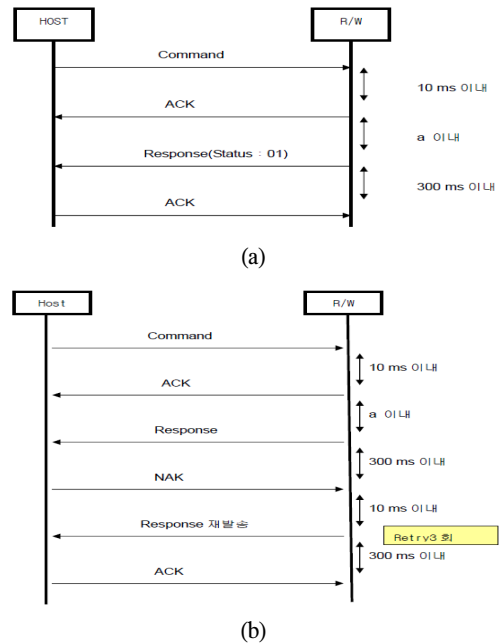 HOST R/W
Command
10 ms 이내
ACK
a 이내
Response(Status : 01)
300 ms 이내
ACK
(a)
Host R/W
Command
10 ms 이내
ACK
a 이내
Response
300 ms 이내
NAK
10 ms 이내
Response 재발송
Retry3 회
300 ms 이내
ACK
(b)